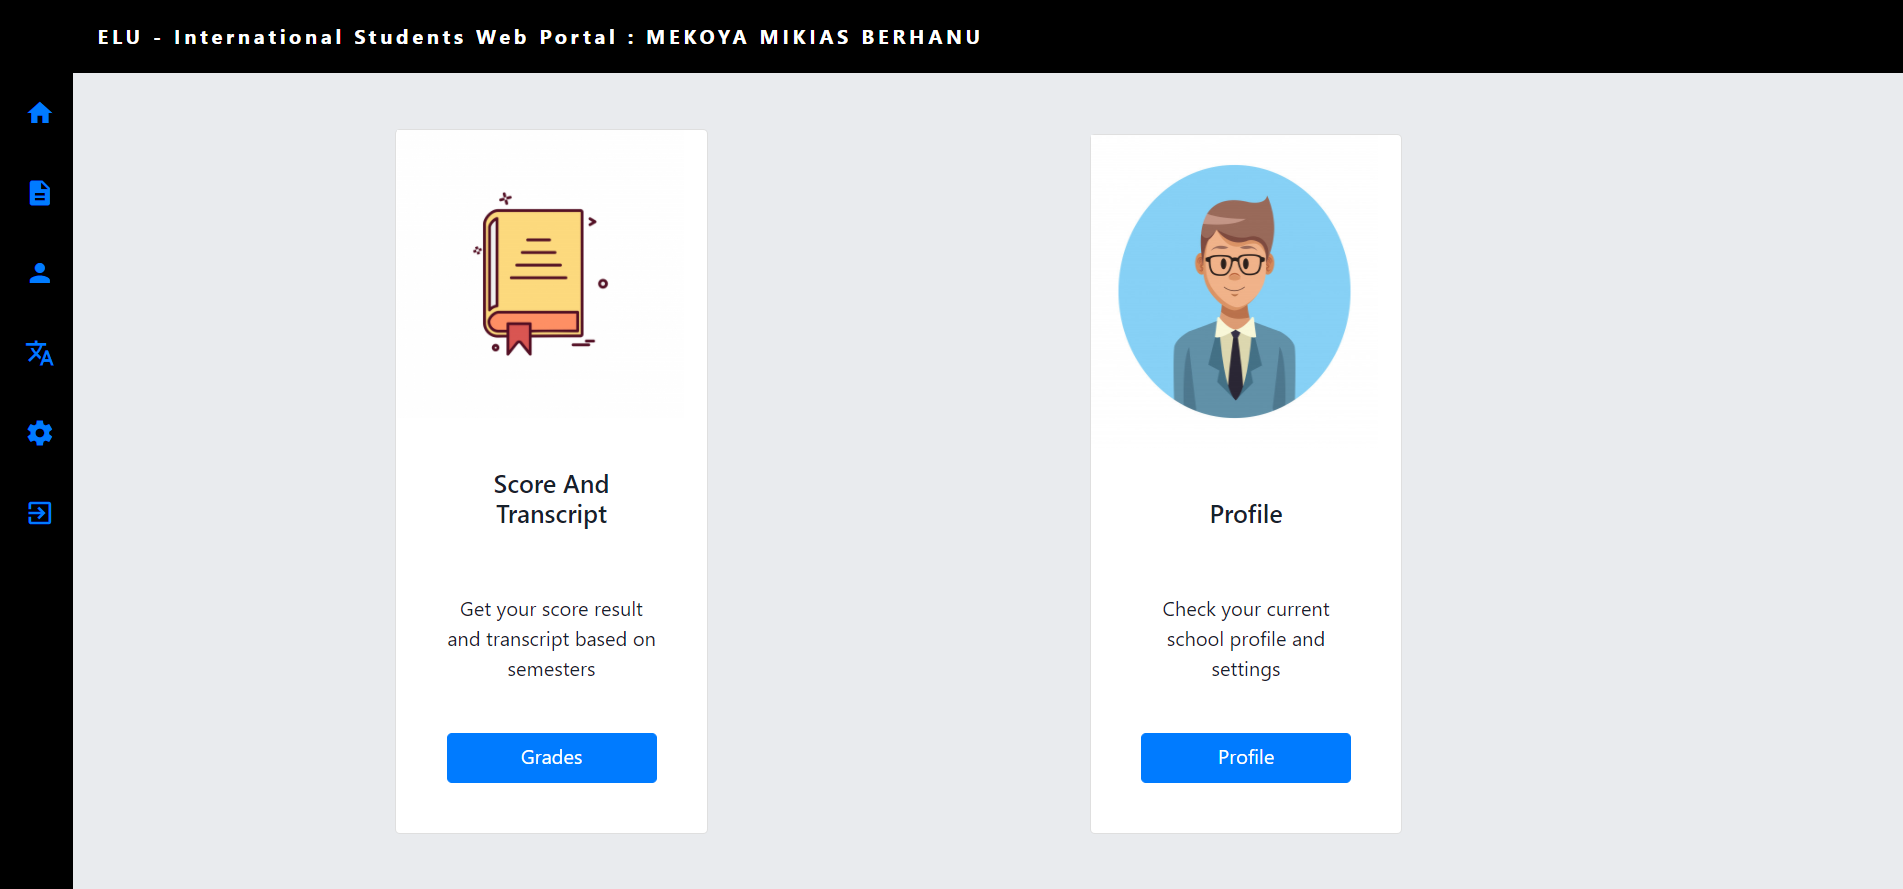 ELU - International Students Web Portal : MEKOYA MIKIAS BERHANU
Score And
Transcript
Get your score result
and transcript based on
semesters
Grades
Profile
Check your current
school profile and
settings
Profile